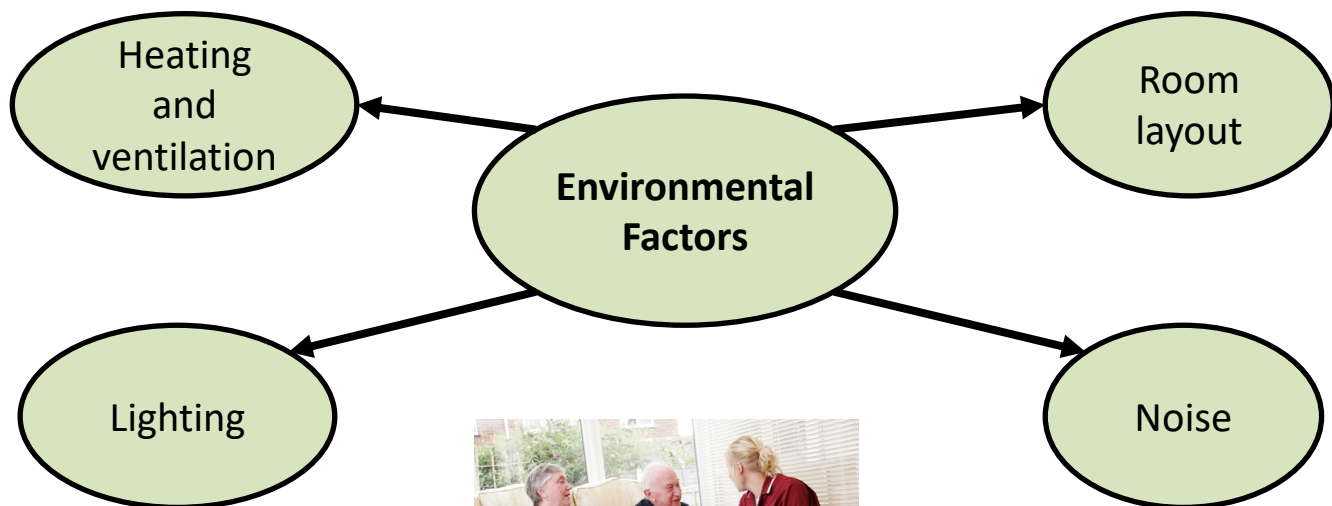 Heating
and
ventilation
Room
layout
Environmental
Factors
Lighting
Noise